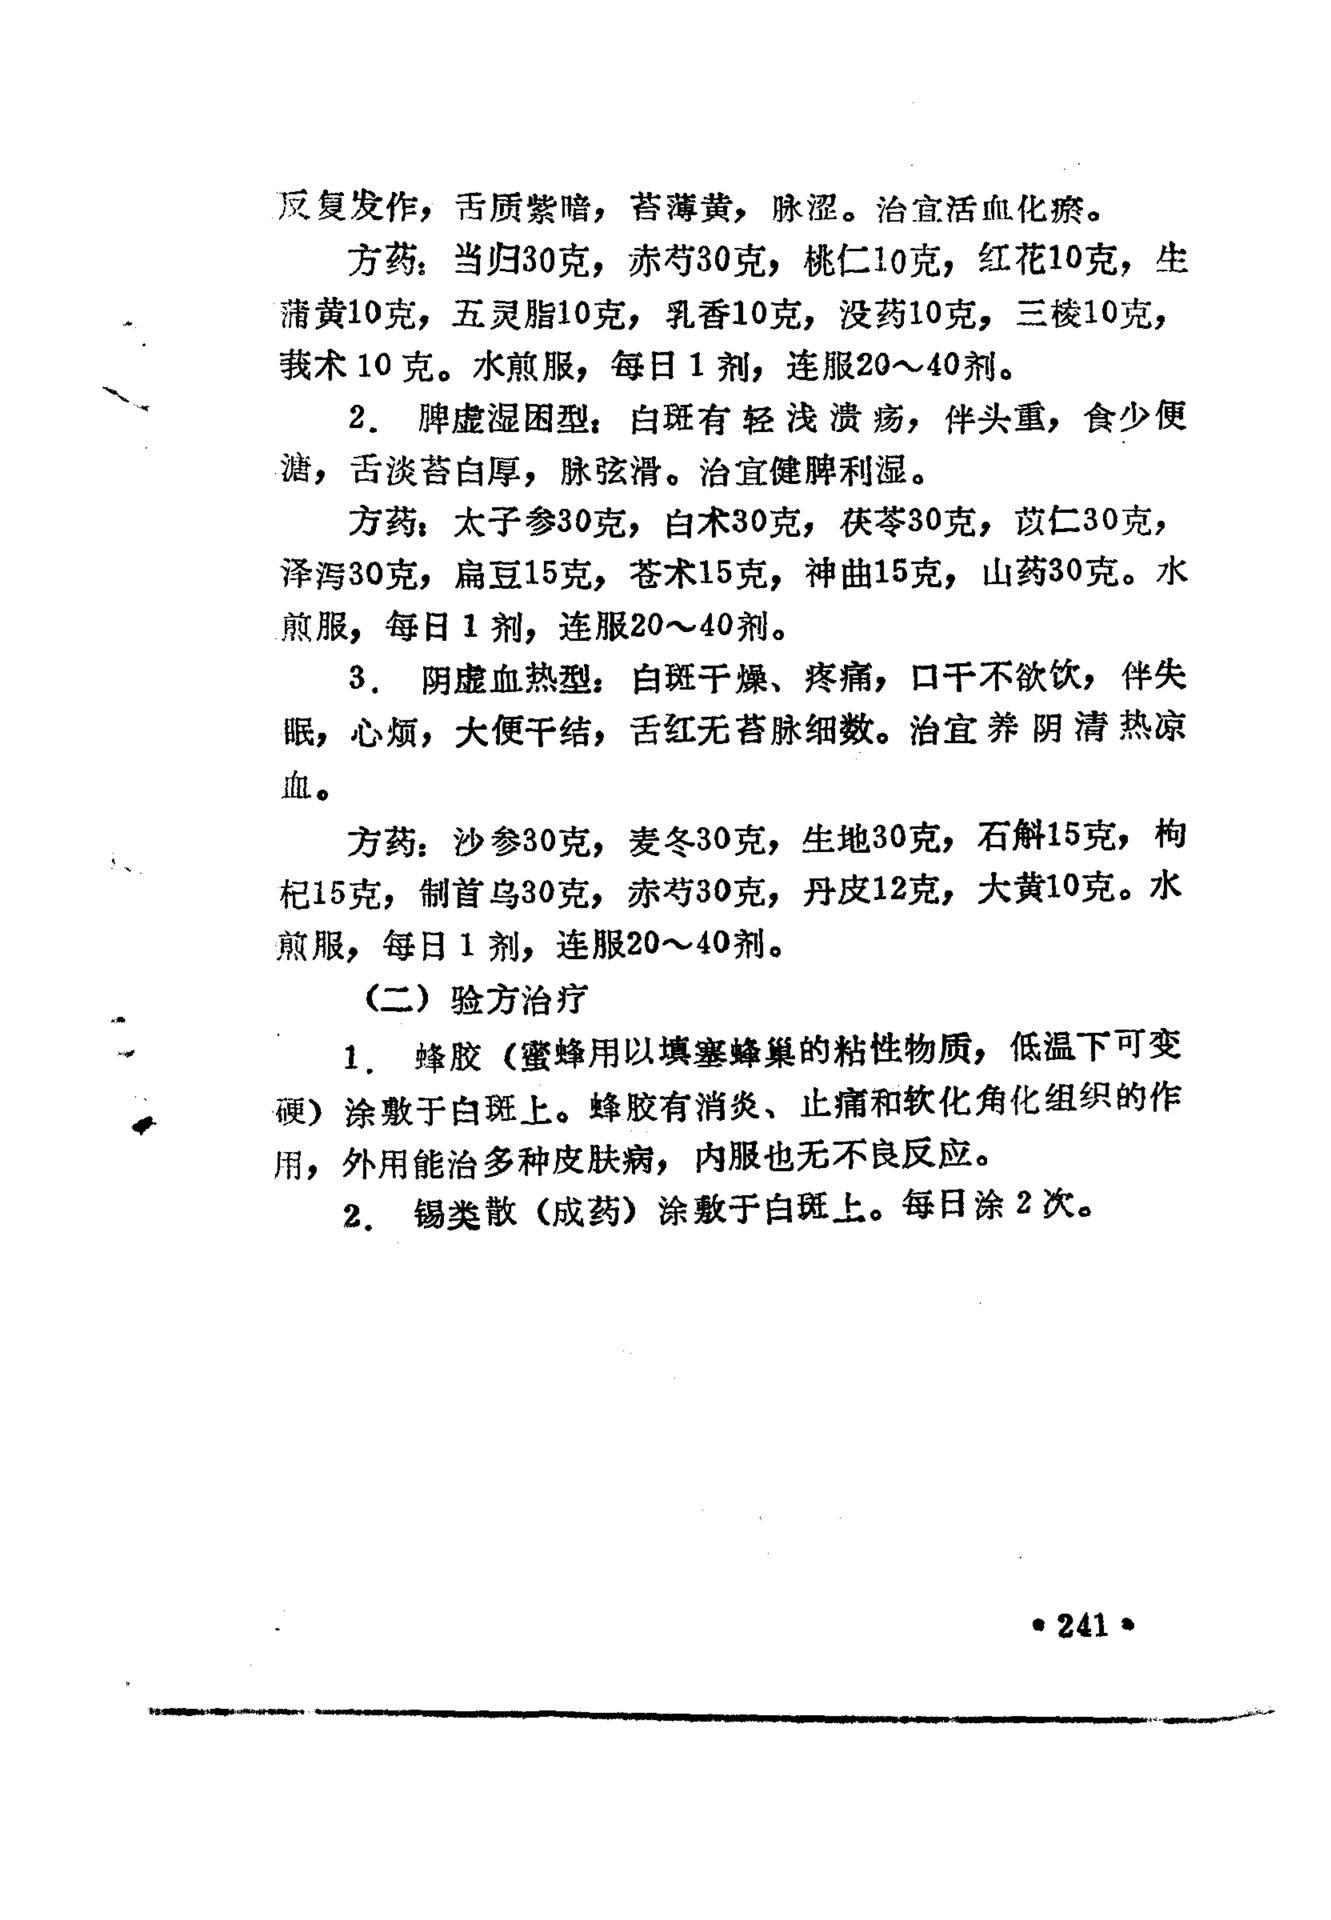 反复发作，舌质紫暗，苔薄黄，脉涩。治宜活血化瘀。
方药：当归30克，赤芍30克，桃仁10克，红花10克，生
蒲黄10克，五灵脂10克，乳香10克，没药10克，三棱10克，
莪术10克。水煎服，每日1剂，连服20～40剂。
2． 脾虚湿困型：白斑有轻浅溃疡，伴头重，食少便
溏，舌淡苔白厚，脉弦滑。治宜健脾利湿。
方药：太子参30克，白术30克，茯苓30克，苡仁30克，
泽泻30克，扁豆15克，苍术15克，神曲15克，山药30克。水
煎服，每日1剂，连服20～40剂。
3． 阴虚血热型：白斑干燥、疼痛，口干不欲饮，伴失
眠，心烦，大便干结，舌红无苔脉细数。治宜养阴清热凉
血。
方药：沙参30克，麦冬30克，生地30克，石斛15克，枸
杞15克，制首乌30克，赤芍30克，丹皮12克，大黄10克。水
煎服，每日1剂，连服20～40剂。
（二）验方治疗
1． 蜂胶（蜜蜂用以填塞蜂巢的粘性物质，低温下可变
硬）涂敷于白斑上。蜂胶有消炎、止痛和软化角化组织的作
用，外用能治多种皮肤病，内服也无不良反应。
2． 锡类散（成药）涂敷于白斑上。每日涂2次。
•241•